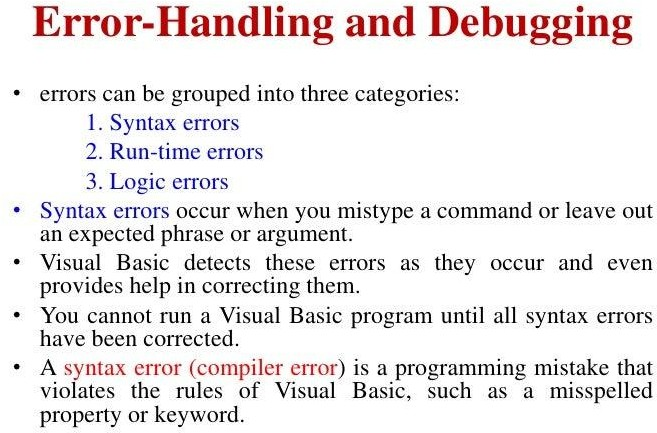 Error-Handling and Debugging
• errors can be grouped into three categories:
1. Syntax errors
2. Run-time errors
3. Logic errors
• Syntax errors occur when you mistype a command or leave out
an expected phrase or argument.
• Visual Basic detects these errors as they occur and even
provides help in correcting them.
• You cannot run a Visual Basic program until all syntax errors
have been corrected.
• A syntax error (compiler error) is a programming mistake that
violates the rules of Visual Basic, such as a misspelled
property or keyword.